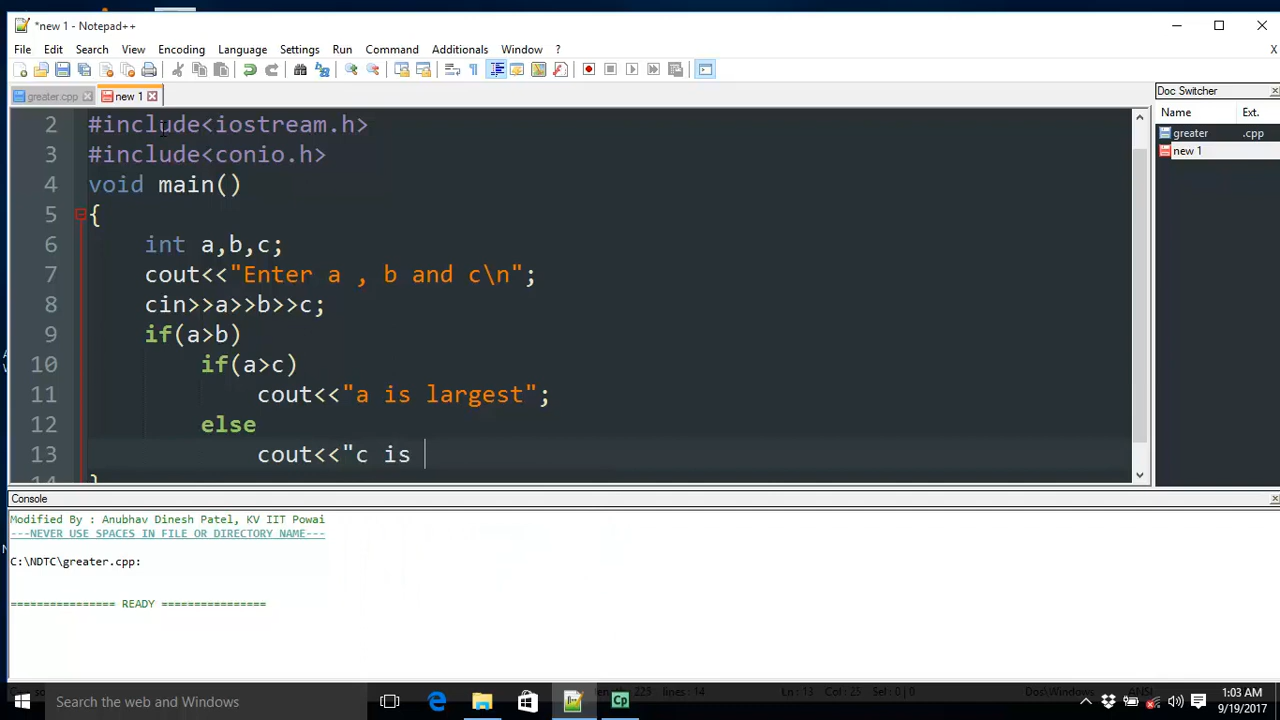 *new 1 - Notepad++
File Edit Search View Encoding Language Settings Run Command Additionals Window ? X
greater.cpp new 1
Doc Switcher
Name Ext.
greater .cpp
new 1
2 #include<iostream.h>
3 #include<conio.h>
4 void main()
5 {
6 int a,b,c;
7 cout<<"Enter a , b and c\n";
8 cin>>a>>b>>c;
9 if(a>b)
10 if(a>c)
11 cout<<"a is largest";
12 else
13 cout<<"c is
14 }
Console
Modified By : Anubhav Dinesh Patel, KV IIT Powai
---NEVER USE SPACES IN FILE OR DIRECTORY NAME---
C:\NDTC\greater.cpp:
================ READY ================
lines : 14 Ln : 13 Col : 25 Sel : 0 | 0 Dos\Windows ANSI
Search the web and Windows
Cp
1:03 AM
9/19/2017